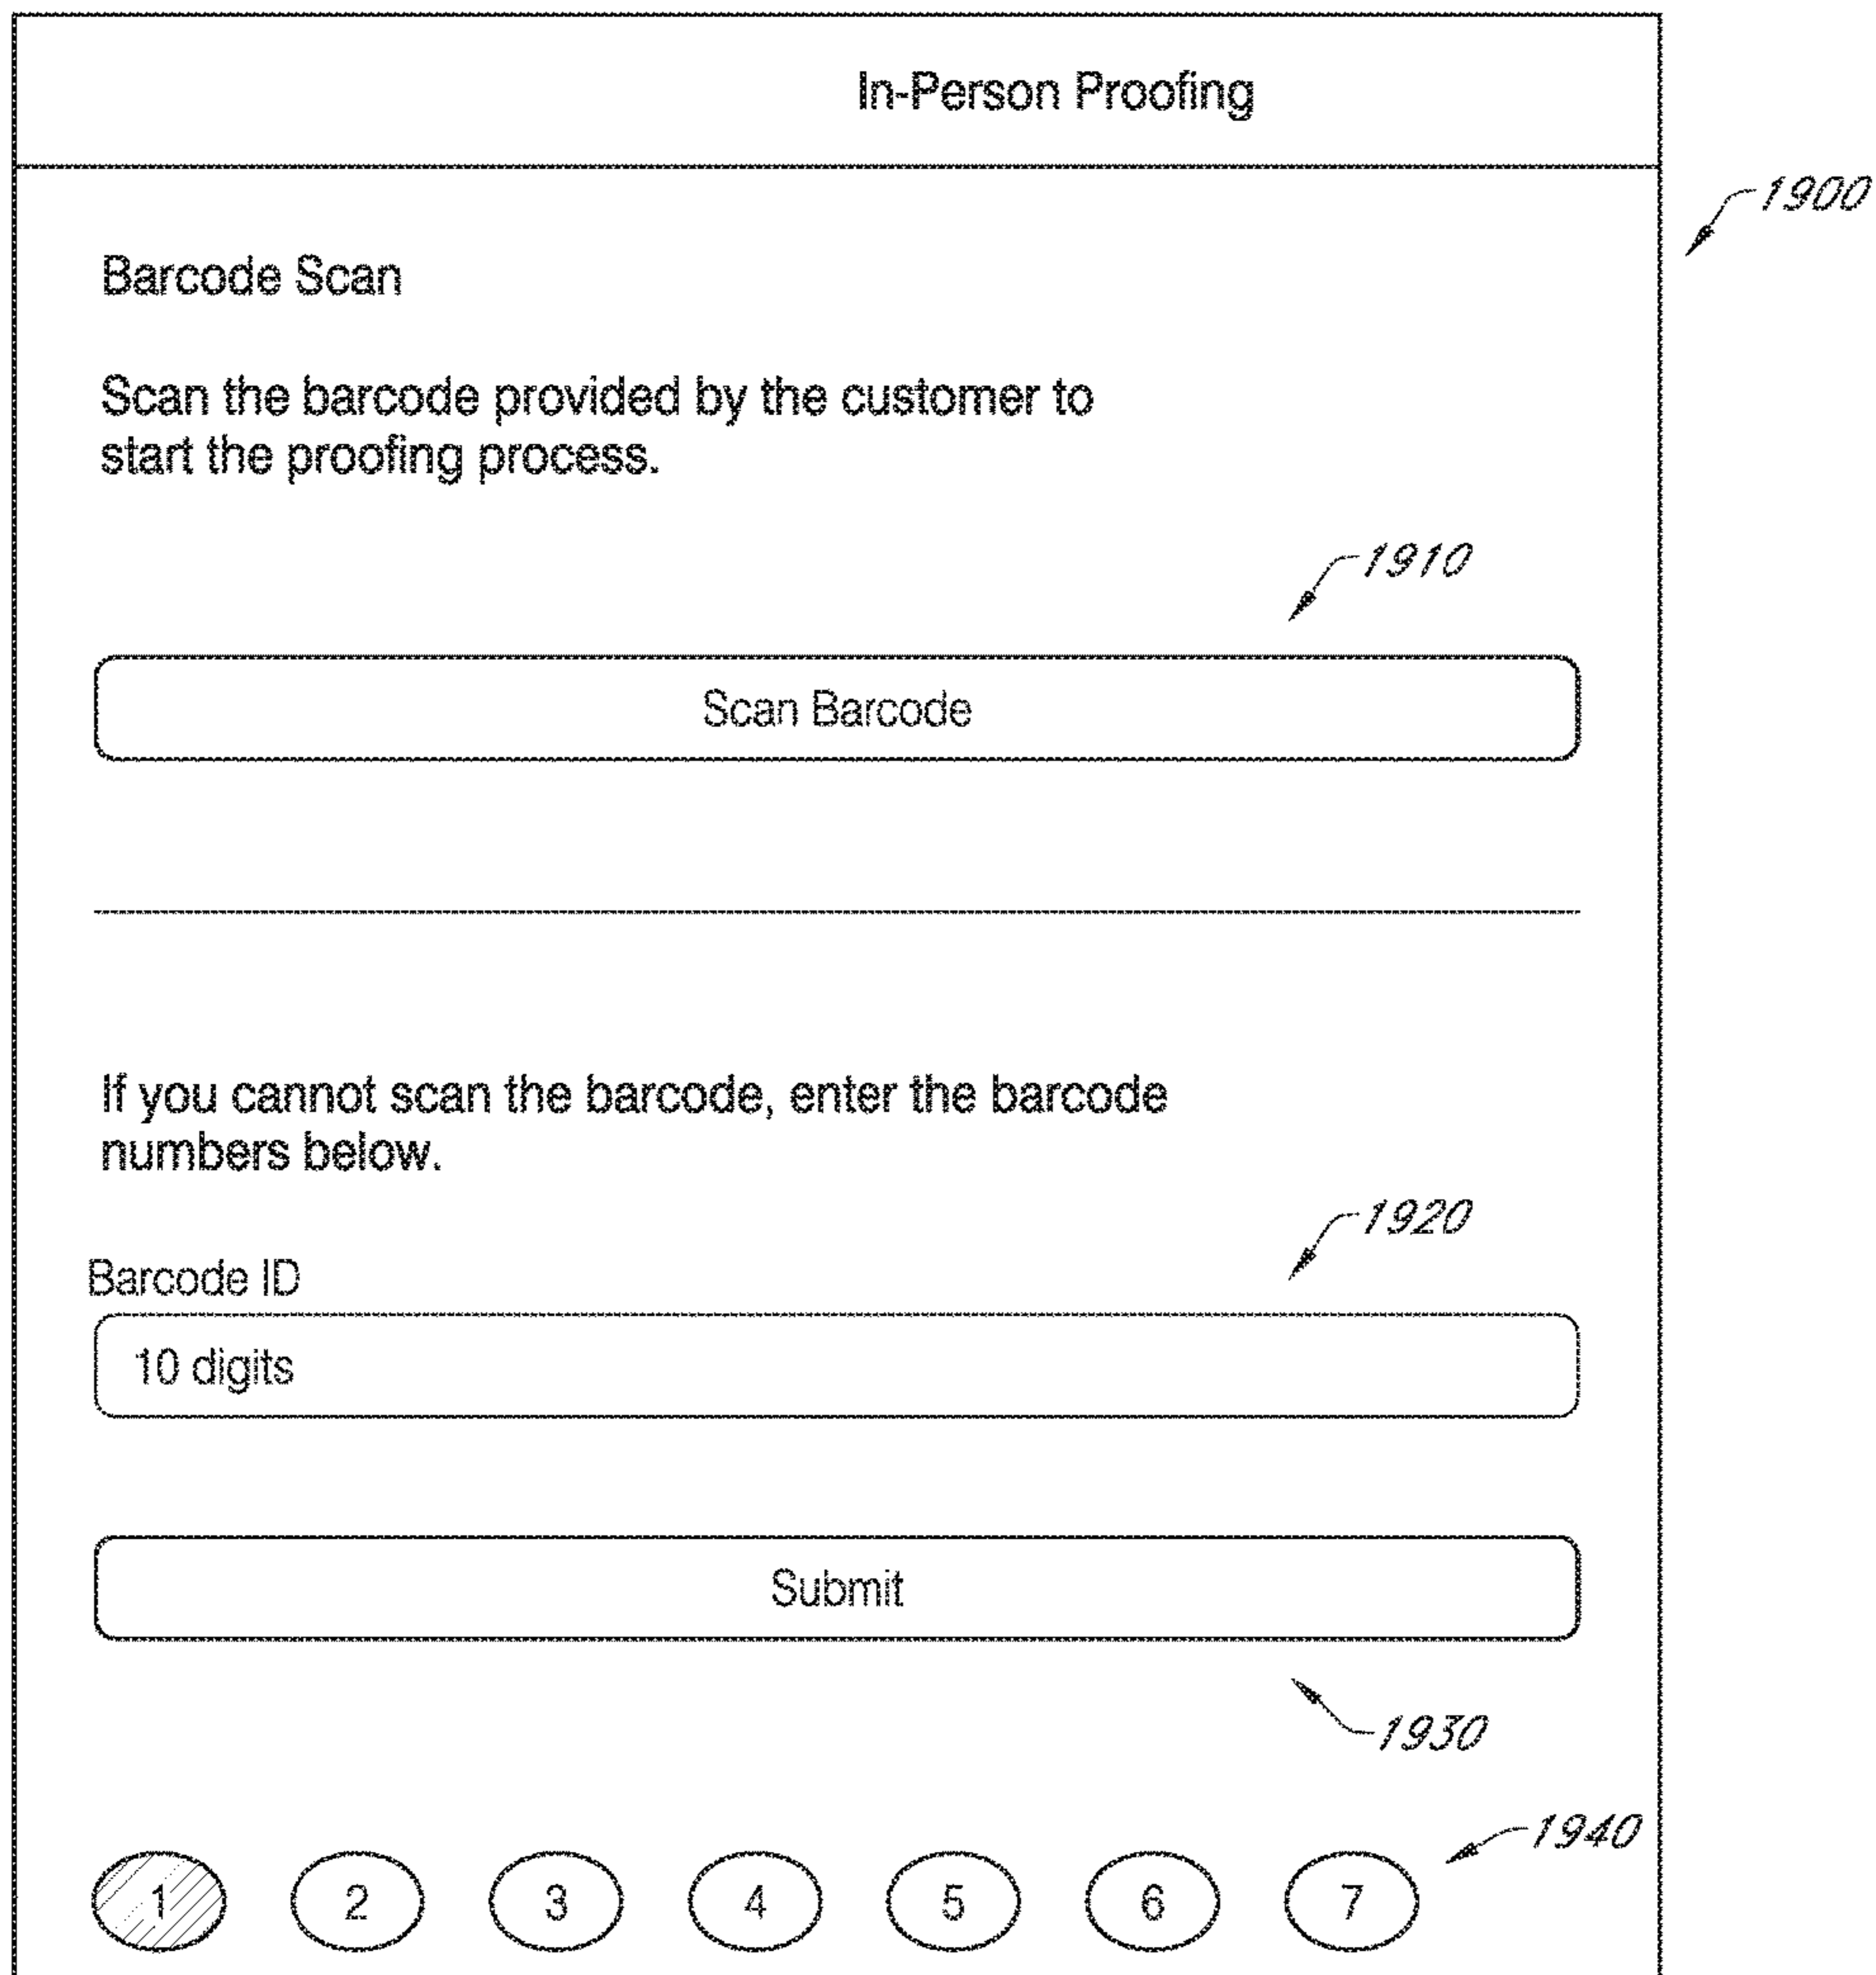 In-Person Proofing
1900
Barcode Scan
Scan the barcode provided by the customer to
start the proofing process.
1910
Scan Barcode
If you cannot scan the barcode, enter the barcode
numbers below.
1920
Barcode ID
10 digits
Submit
1930
1940
1 2 3 4 5 6 7